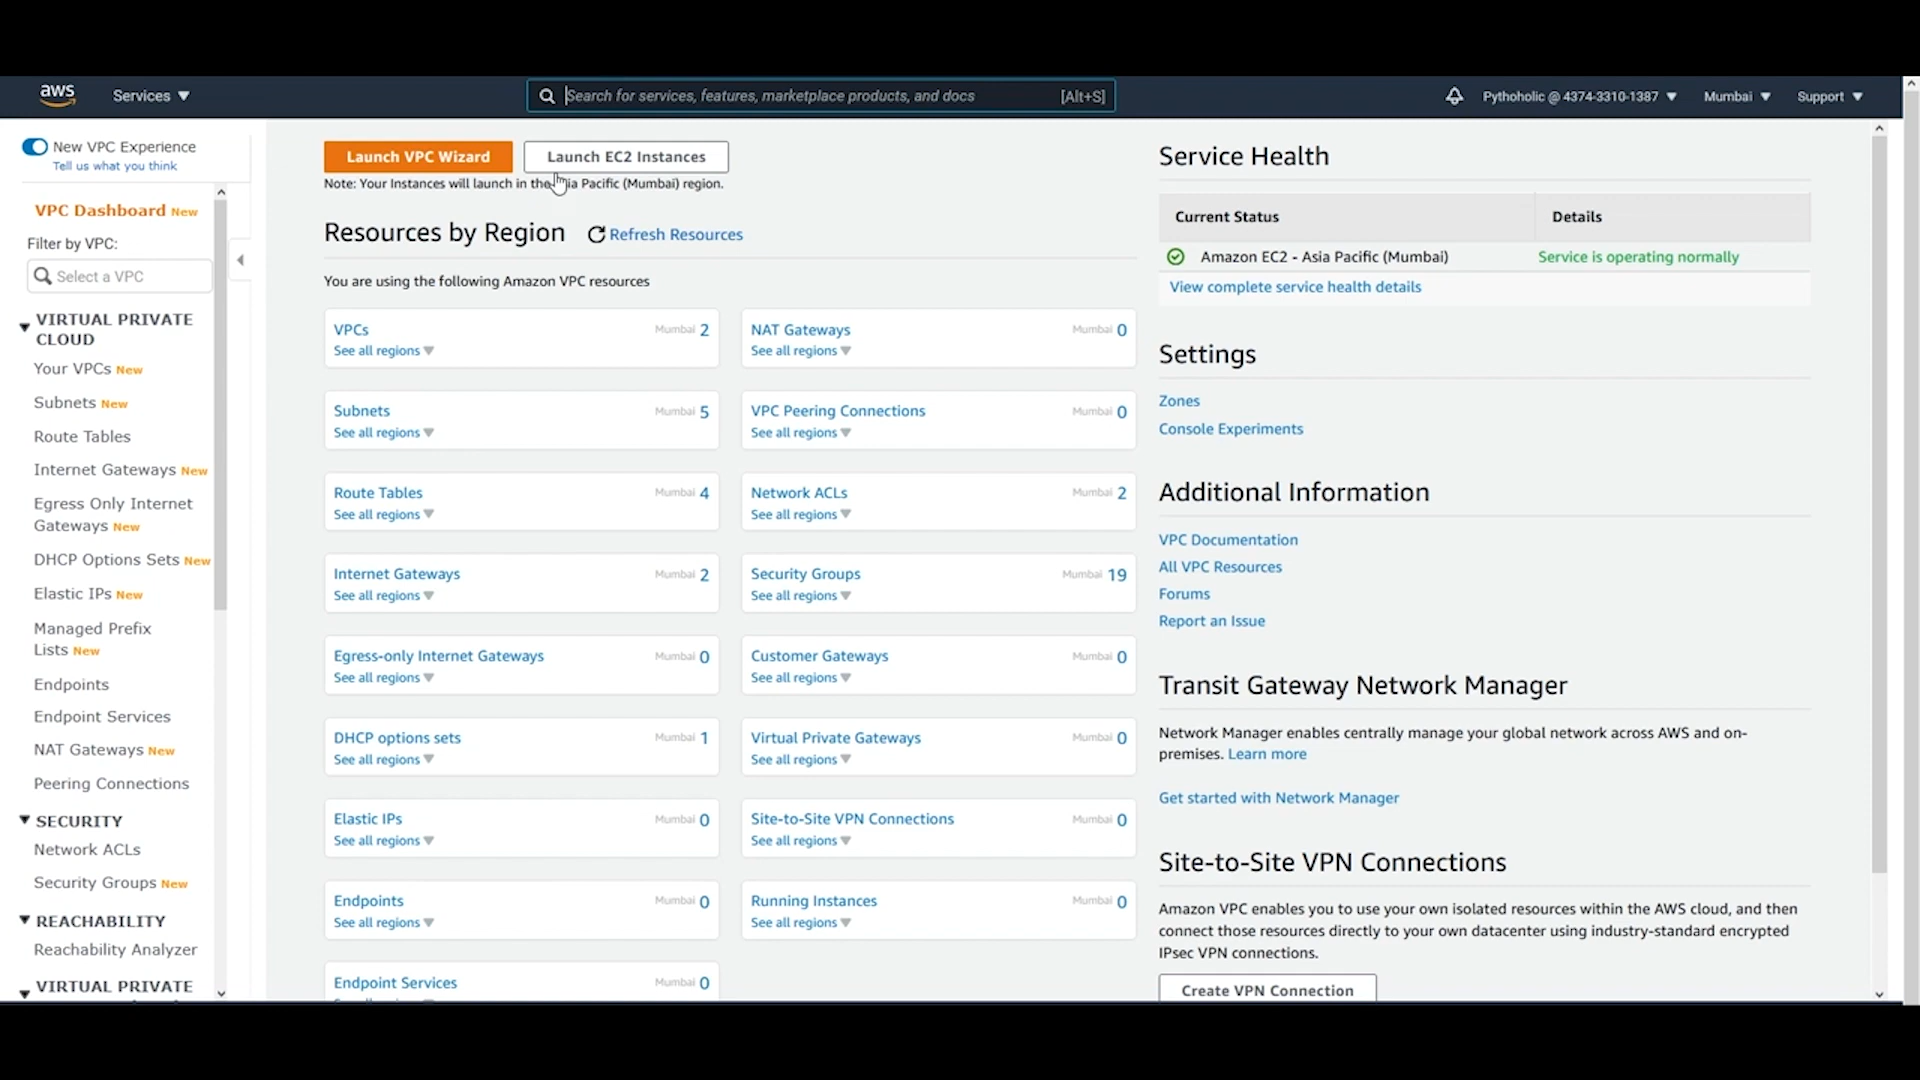 aws
Services
Search for services, features, marketplace products, and docs
[Alt+S]
Pythoholic @ 4374-3310-1387
Mumbai
Support
New VPC Experience
Tell us what you think
VPC Dashboard New
Filter by VPC:
Select a VPC
VIRTUAL PRIVATE
CLOUD
Your VPCs New
Subnets New
Route Tables
Internet Gateways New
Egress Only Internet
Gateways New
DHCP Options Sets New
Elastic IPs New
Managed Prefix
Lists New
Endpoints
Endpoint Services
NAT Gateways New
Peering Connections
SECURITY
Network ACLs
Security Groups New
REACHABILITY
Reachability Analyzer
VIRTUAL PRIVATE
Launch VPC Wizard
Launch EC2 Instances
Note: Your Instances will launch in the Pacific (Mumbai) region.
Resources by Region
Refresh Resources
You are using the following Amazon VPC resources
VPCs Mumbai 2
See all regions
NAT Gateways Mumbai 0
See all regions
Subnets Mumbai 5
See all regions
VPC Peering Connections Mumbai 0
See all regions
Route Tables Mumbai 4
See all regions
Network ACLs Mumbai 2
See all regions
Internet Gateways Mumbai 2
See all regions
Security Groups Mumbai 19
See all regions
Egress-only Internet Gateways Mumbai 0
See all regions
Customer Gateways Mumbai 0
See all regions
DHCP options sets Mumbai 1
See all regions
Virtual Private Gateways Mumbai 0
See all regions
Elastic IPs Mumbai 0
See all regions
Site-to-Site VPN Connections Mumbai 0
See all regions
Endpoints Mumbai 0
See all regions
Running Instances Mumbai 0
See all regions
Endpoint Services Mumbai 0
Service Health
Current Status Details
Amazon EC2 - Asia Pacific (Mumbai) Service is operating normally
View complete service health details
Settings
Zones
Console Experiments
Additional Information
VPC Documentation
All VPC Resources
Forums
Report an Issue
Transit Gateway Network Manager
Network Manager enables centrally manage your global network across AWS and on-
premises. Learn more
Get started with Network Manager
Site-to-Site VPN Connections
Amazon VPC enables you to use your own isolated resources within the AWS cloud, and then
connect those resources directly to your own datacenter using industry-standard encrypted
IPsec VPN connections.
Create VPN Connection